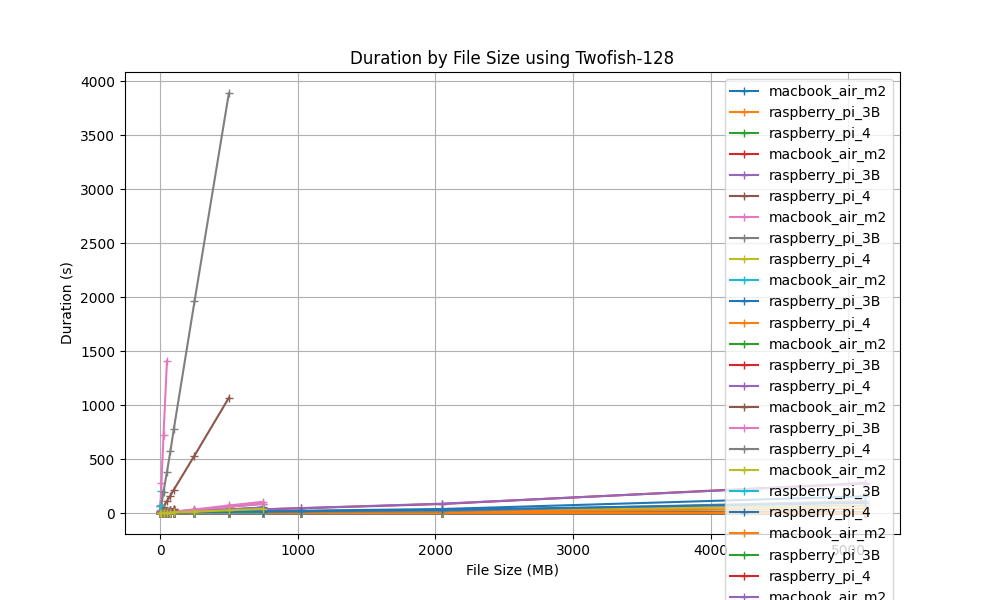 Duration by File Size using Twofish-128
Duration (s)
4000
3500
3000
2500
2000
1500
1000
500
0
0
1000
2000
3000
4000
5000
File Size (MB)
macbook_air_m2
raspberry_pi_3B
raspberry_pi_4
macbook_air_m2
raspberry_pi_3B
raspberry_pi_4
macbook_air_m2
raspberry_pi_3B
raspberry_pi_4
macbook_air_m2
raspberry_pi_3B
raspberry_pi_4
macbook_air_m2
raspberry_pi_3B
raspberry_pi_4
macbook_air_m2
raspberry_pi_3B
raspberry_pi_4
macbook_air_m2
raspberry_pi_3B
raspberry_pi_4
macbook_air_m2
raspberry_pi_3B
raspberry_pi_4
macbook_air_m2